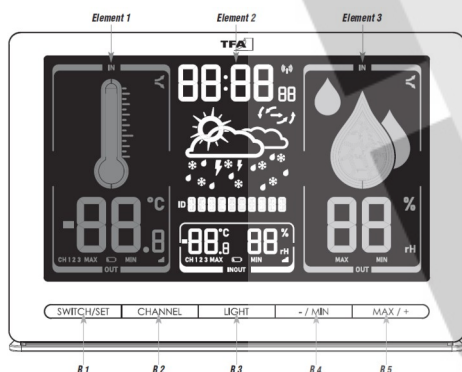 Element 1 Element 2 Element 3
TFA
IN IN
88:88 88
°C ID %
-88.8 88
°C %
-88.8 88 rH rH
CH 1 2 3 MAX MIN CH 1 2 3 MAX MIN MAX MIN
OUT INOUT OUT
SWITCH/SET CHANNEL LIGHT - / MIN MAX / +
B 1 B 2 B 3 B 4 B 5